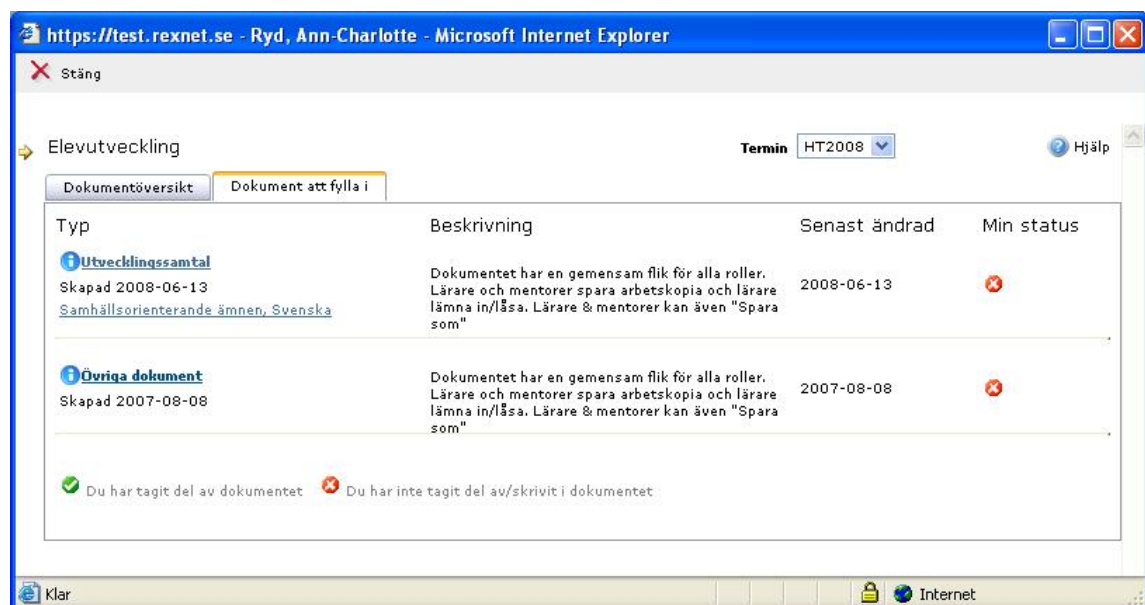 https://test.rexnet.se - Ryd, Ann-Charlotte - Microsoft Internet Explorer
Stäng
Elevutveckling
Termin HT2008
Hjälp
Dokumentöversikt
Dokument att fylla i
Typ
Beskrivning
Senast ändrad
Min status
Utvecklingssamtal
Skapad 2008-06-13
Samhällsorienterande ämnen, Svenska
Dokumentet har en gemensam flik för alla roller.
Lärare och mentorer spara arbetskopia och lärare
lämna in/låsa. Lärare & mentorer kan även "Spara
som"
2008-06-13
Övriga dokument
Skapad 2007-08-08
Dokumentet har en gemensam flik för alla roller.
Lärare och mentorer spara arbetskopia och lärare
lämna in/låsa. Lärare & mentorer kan även "Spara
som"
2007-08-08
Du har tagit del av dokumentet
Du har inte tagit del av/skrivit i dokumentet
Klar
Internet